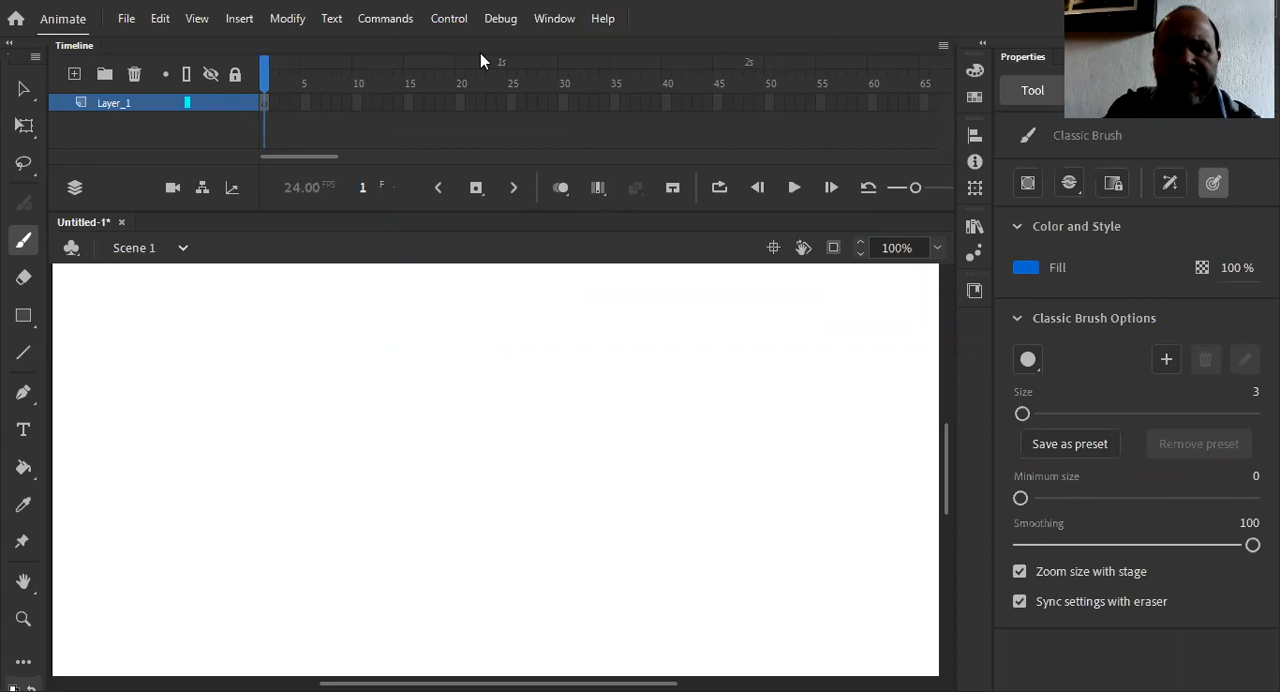 Animate File Edit View Insert Modify Text Commands Control Debug Window Help
Timeline
1s 2s
5 10 15 20 25 30 35 40 45 50 55 60 65
Layer_1
24.00 FPS 1 F
Untitled-1* ×
Scene 1 100%
Properties
Tool
Classic Brush
Color and Style
Fill 100 %
Classic Brush Options
Size 3
Save as preset Remove preset
Minimum size 0
Smoothing 100
Zoom size with stage
Sync settings with eraser